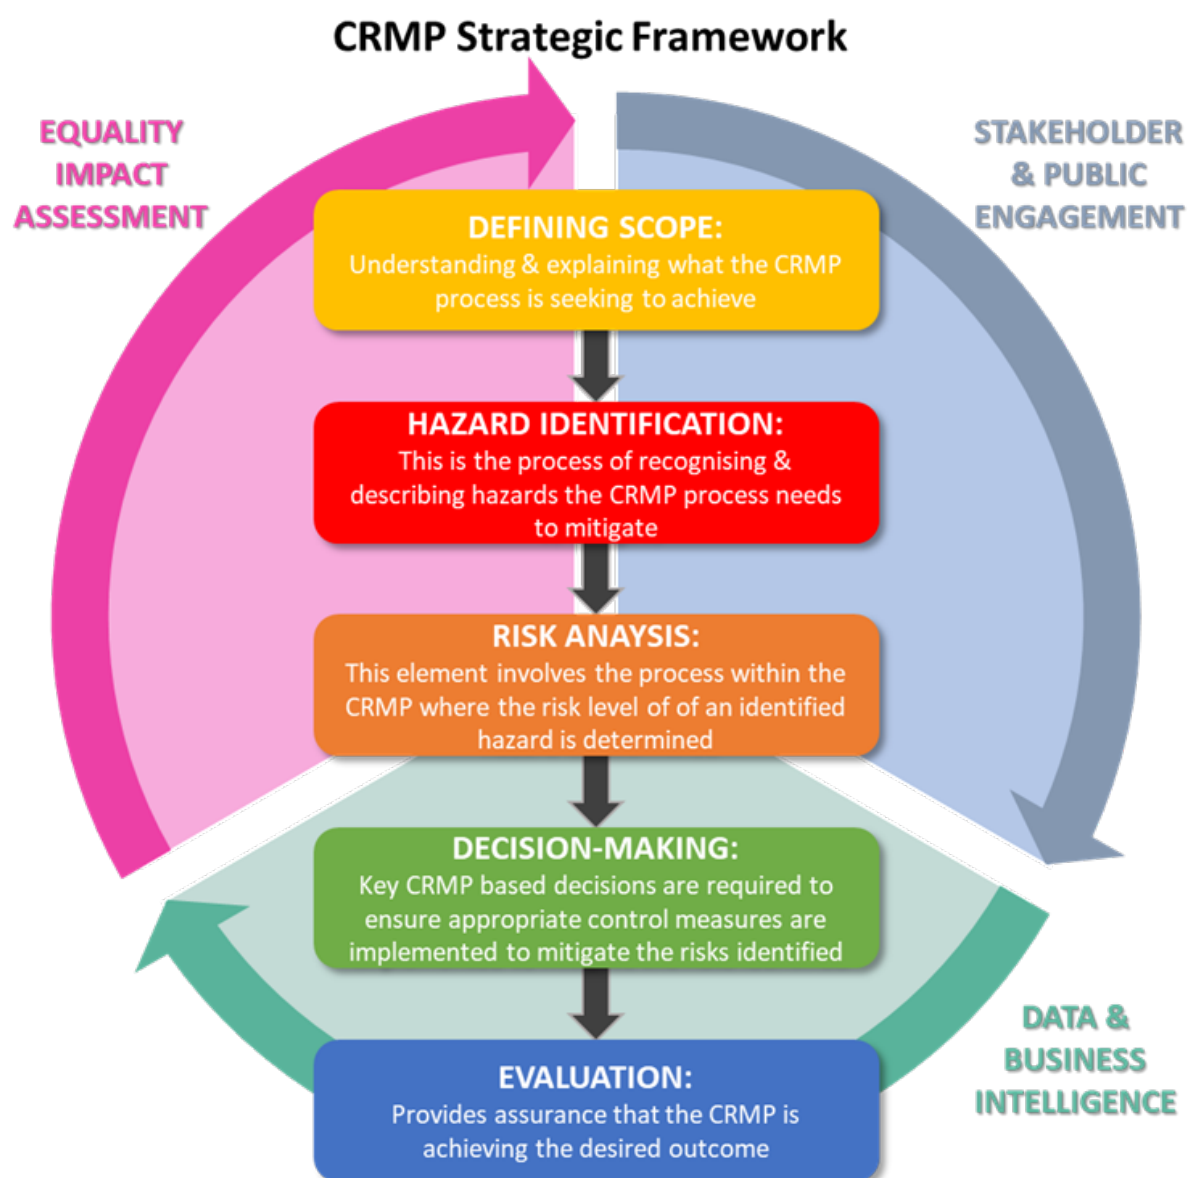 CRMP Strategic Framework
EQUALITY
IMPACT
ASSESSMENT
STAKEHOLDER
& PUBLIC
ENGAGEMENT
DEFINING SCOPE:
Understanding & explaining what the CRMP
process is seeking to achieve
HAZARD IDENTIFICATION:
This is the process of recognising &
describing hazards the CRMP process needs
to mitigate
RISK ANAYSIS:
This element involves the process within the
CRMP where the risk level of of an identified
hazard is determined
DECISION-MAKING:
Key CRMP based decisions are required to
ensure appropriate control measures are
implemented to mitigate the risks identified
DATA &
BUSINESS
INTELLIGENCE
EVALUATION:
Provides assurance that the CRMP is
achieving the desired outcome